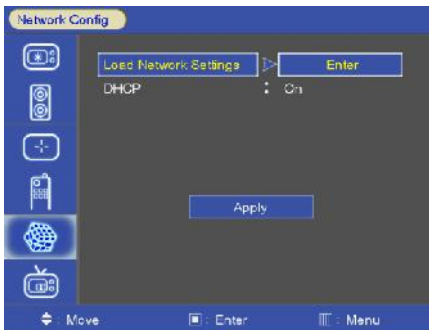 Network Config
Load Network Settings Enter
DHCP : On
Apply
: Move : Enter : Menu